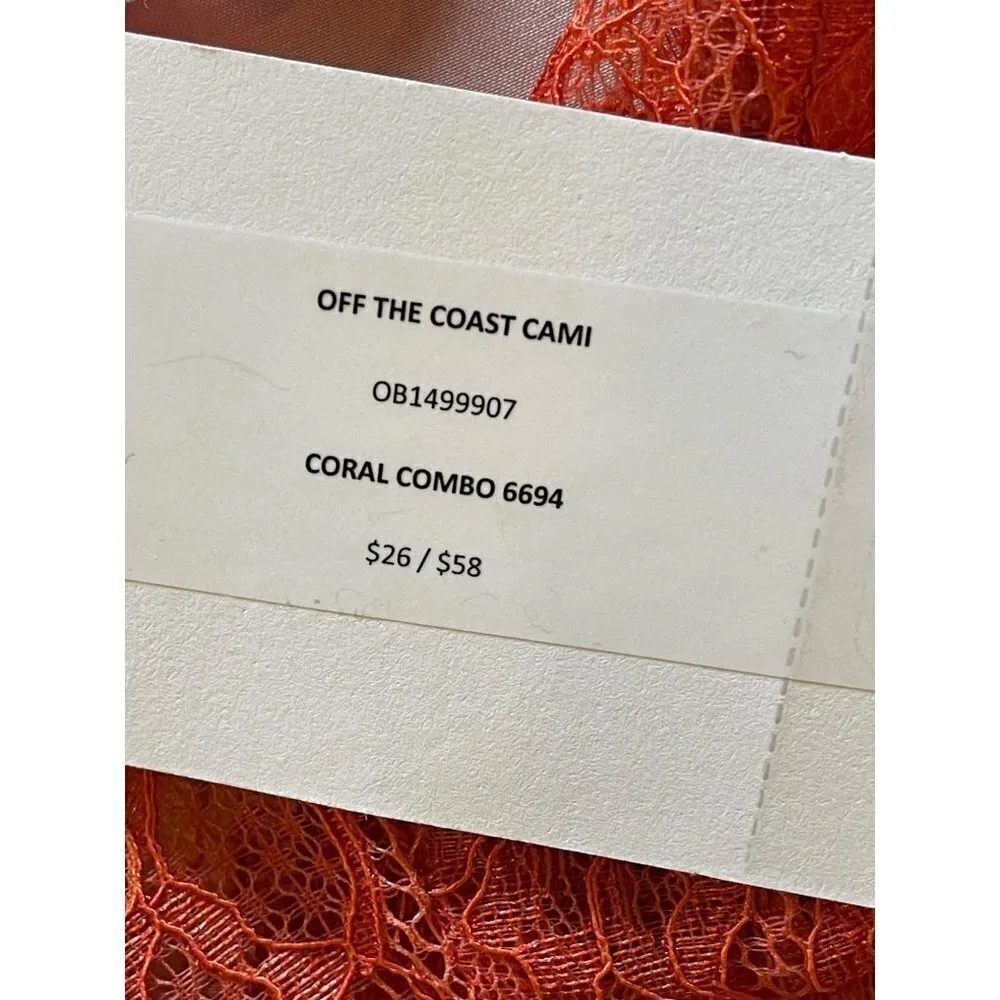 OFF THE COAST CAMI
OB1499907
CORAL COMBO 6694
$26 / $58